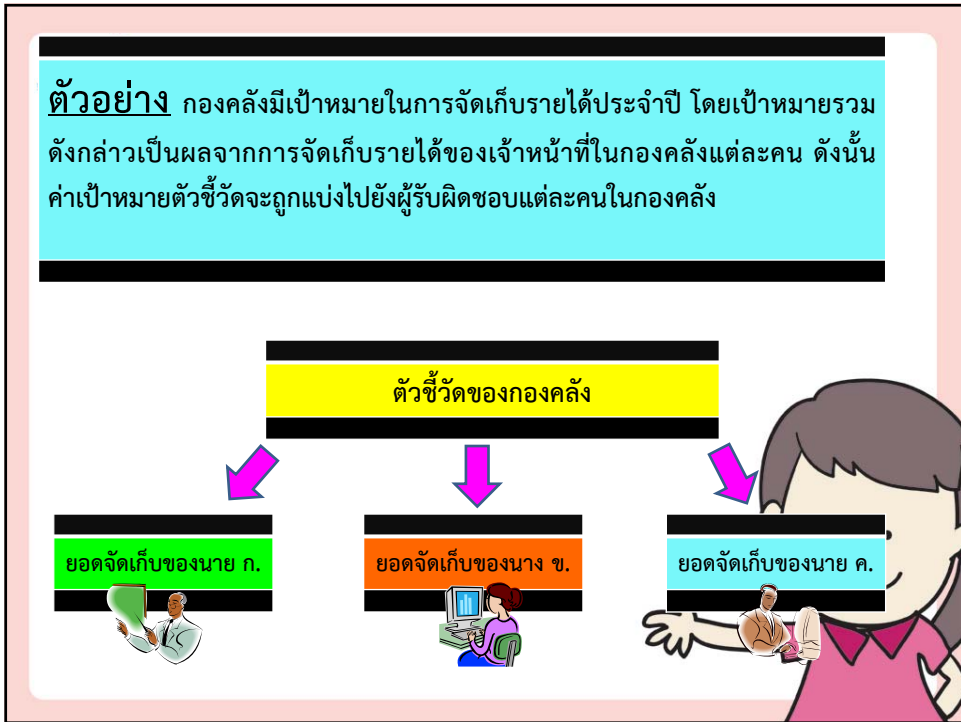 ตัวอย่าง กองคลังมีเป้าหมายในการจัดเก็บรายได้ประจำปี โดยเป้าหมายรวม
ดังกล่าวเป็นผลจากการจัดเก็บรายได้ของเจ้าหน้าที่ในกองคลังแต่ละคน ดังนั้น
ค่าเป้าหมายตัวชี้วัดจะถูกแบ่งไปยังผู้รับผิดชอบแต่ละคนในกองคลัง
ตัวชี้วัดของกองคลัง
ยอดจัดเก็บของนาย ก.
ยอดจัดเก็บของนาง ข.
ยอดจัดเก็บของนาย ค.